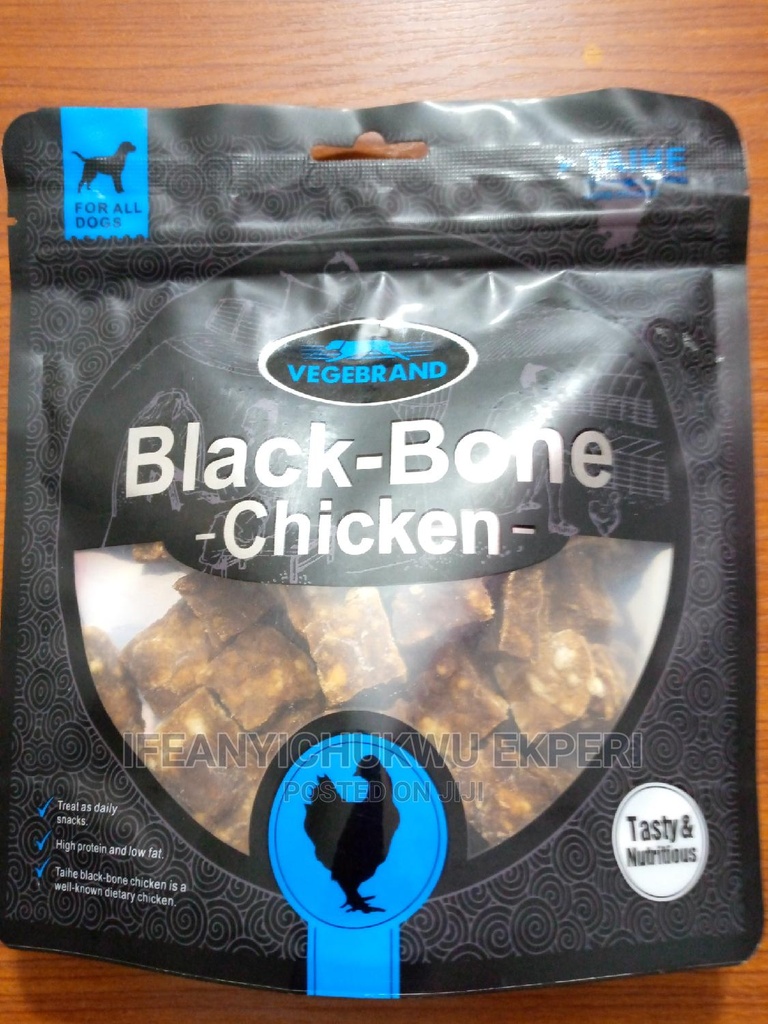 FOR ALL
DOGS
TAIHE
VEGEBRAND
Black-Bone
-Chicken-
IFEANYICHUKWU EKPERI
POSTED ON JIJI
✓ Treat as daily
snacks.
✓ High protein and low fat.
✓ Taihe black-bone chicken is a
well-known dietary chicken.
Tasty &
Nutritious